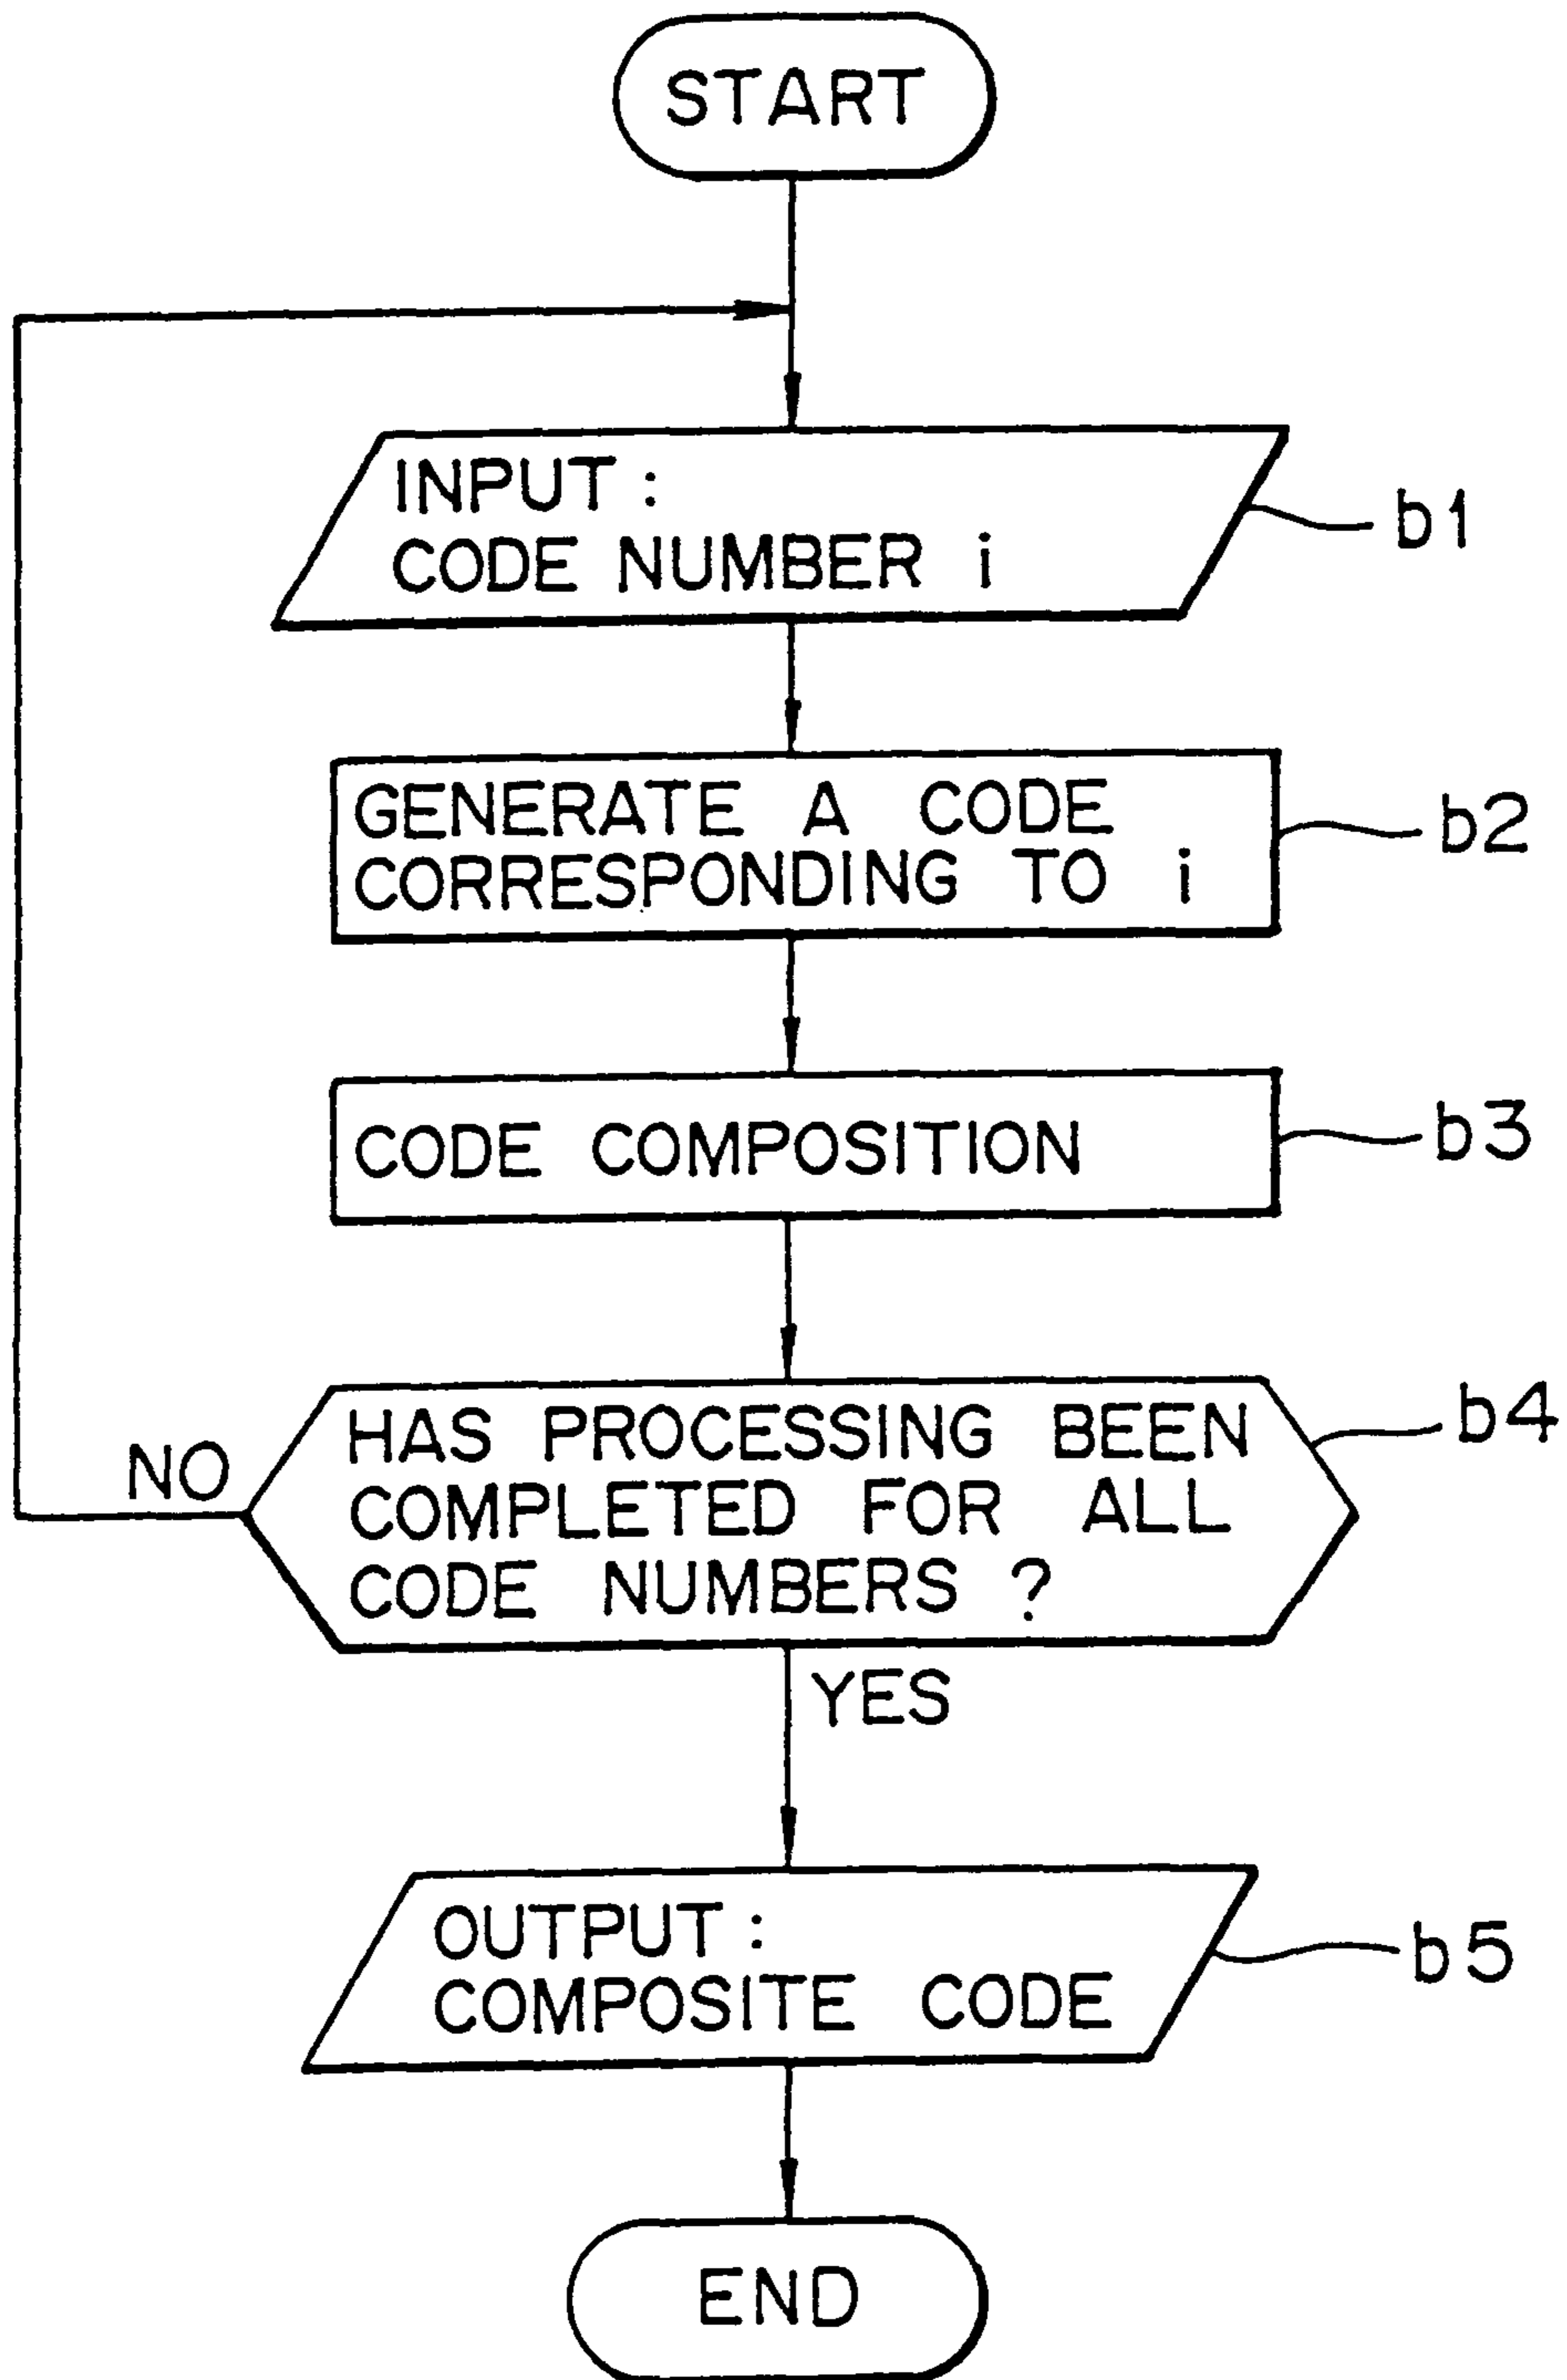 START
INPUT :
CODE NUMBER i
b1
GENERATE A CODE
CORRESPONDING TO i
b2
CODE COMPOSITION
b3
HAS PROCESSING BEEN
COMPLETED FOR ALL
CODE NUMBERS ?
b4
NO
YES
OUTPUT :
COMPOSITE CODE
b5
END